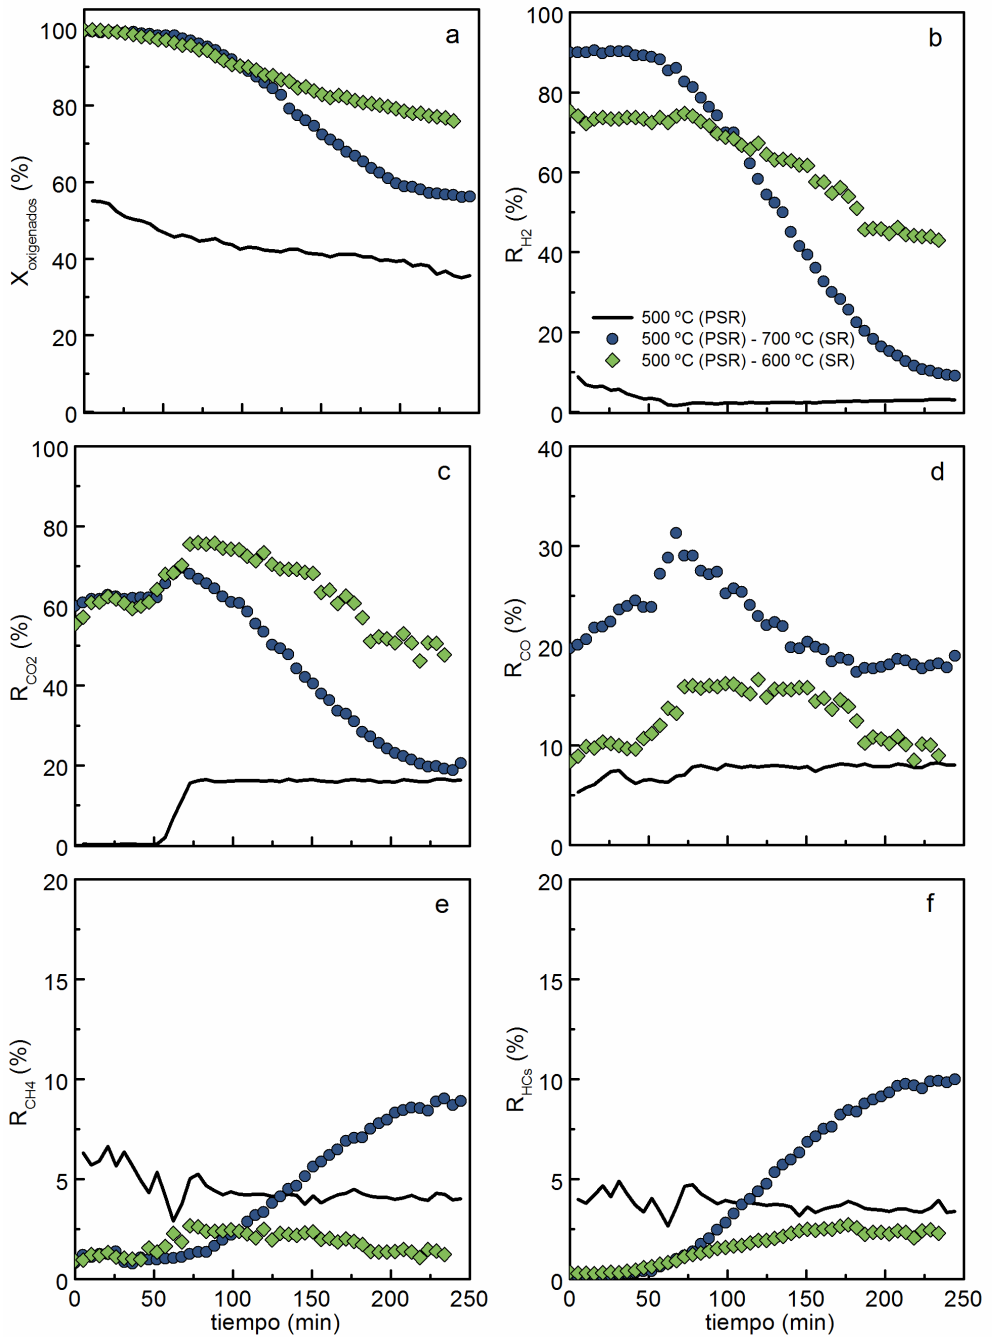 a
X oxigenados (%)
100
80
60
40
20
0
b
R H2 (%)
100
80
60
40
20
0
500 ºC (PSR)
500 ºC (PSR) - 700 ºC (SR)
500 ºC (PSR) - 600 ºC (SR)
c
R CO2 (%)
100
80
60
40
20
0
d
R CO (%)
40
30
20
10
0
e
R CH4 (%)
20
15
10
5
0
0 50 100 150 200 250
tiempo (min)
f
R HCs (%)
20
15
10
5
0
0 50 100 150 200 250
tiempo (min)